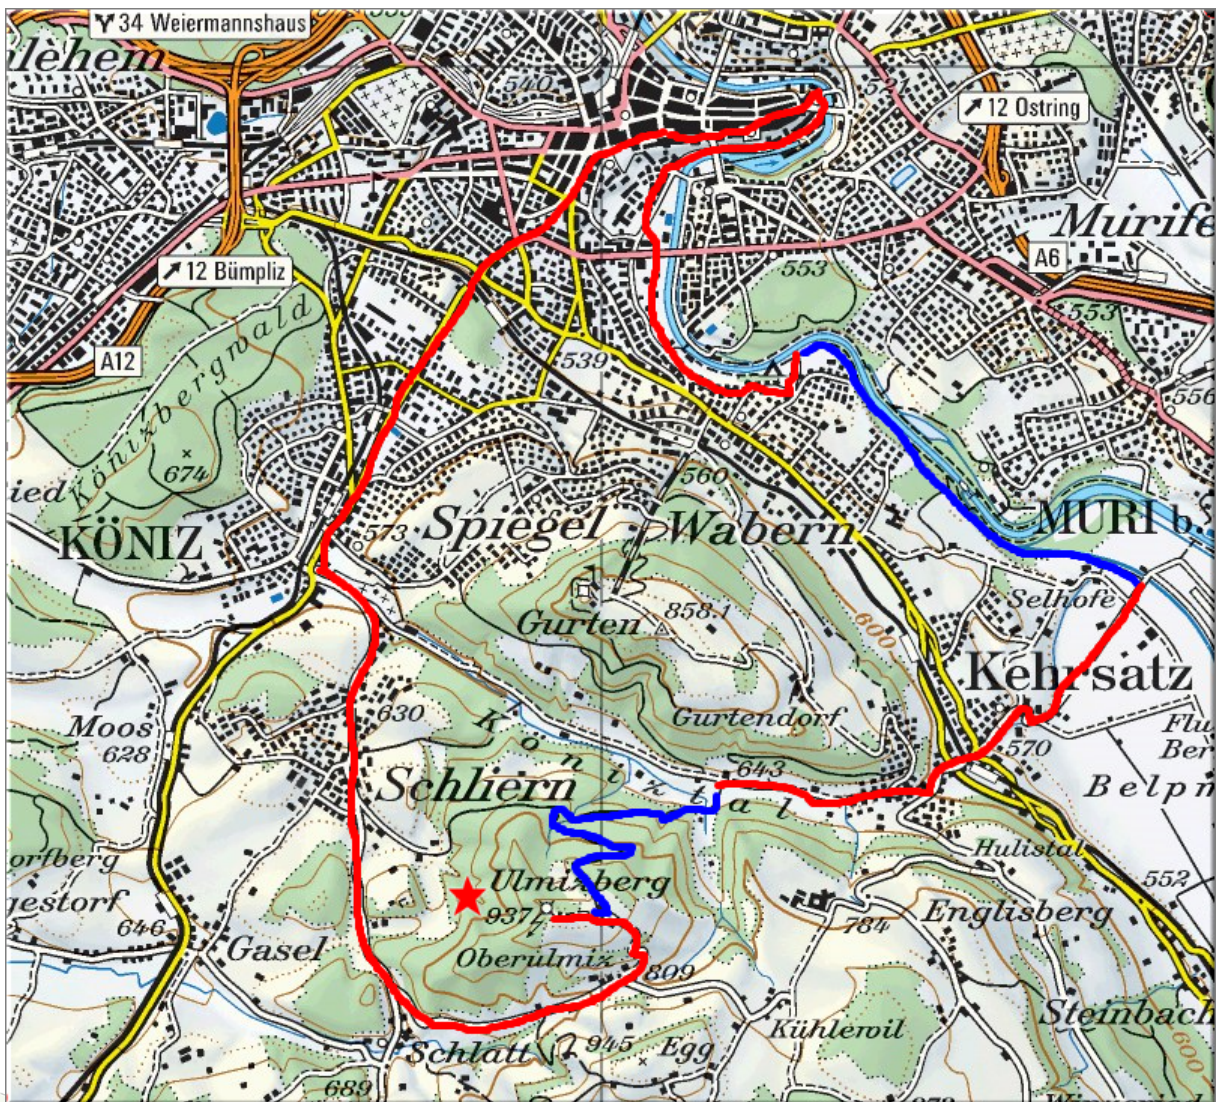 34 Weiermannshaus
lehem
540
12 Ostring
Murife
A6
12 Bümpliz
553
553
A12
Könizbergwald
539
556
674
ied
560
KÖNIZ
573
Spiegel
Wabern
MURI b.
Selhofe
Gurten
858.1
600
Kehrsatz
630
Gurtendorf
Moos
628
Köniztal
643
570
Flu
Ber
Belpm
Schliern
Hulistal
orfberg
Ulmizberg
552
gestorf
937
784
Englisberg
646
Gasel
Oberulmiz
809
Kühlewil
Steinbach
Schlatt
945
Egg
600
689